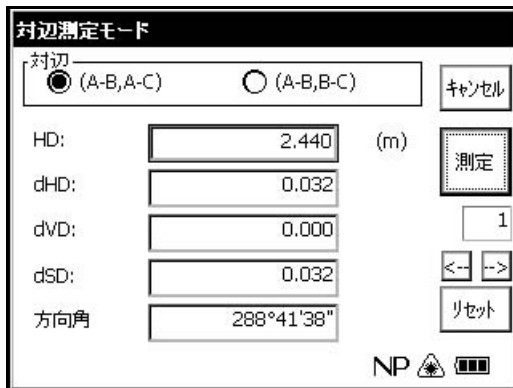 対辺測定モード
対辺
(A-B,A-C) (A-B,B-C)
キャンセル
HD: 2.440 (m)
測定
dHD: 0.032
dVD: 0.000
1
dSD: 0.032
<-- -->
方向角 288°41'38"
リセット
NP